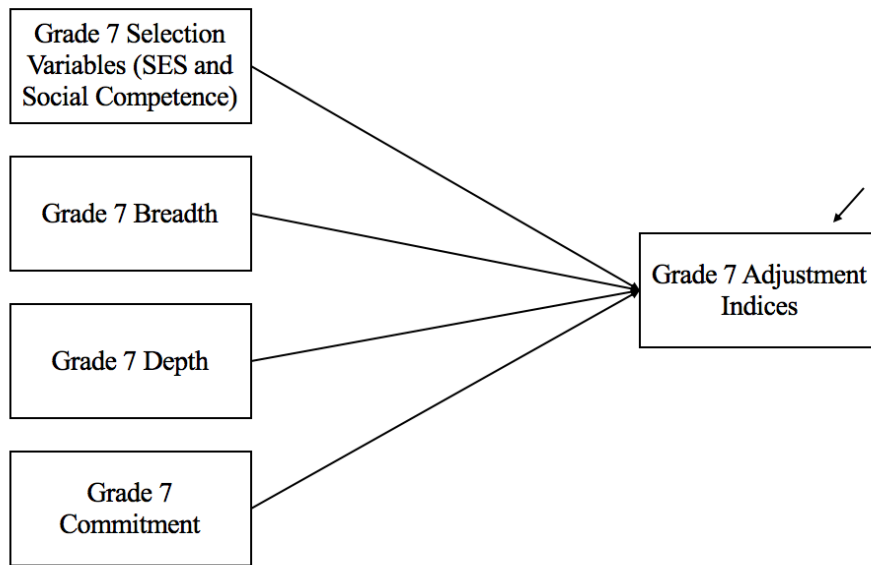 Grade 7 Selection
Variables (SES and
Social Competence)
Grade 7 Breadth
Grade 7 Depth
Grade 7
Commitment
Grade 7 Adjustment
Indices